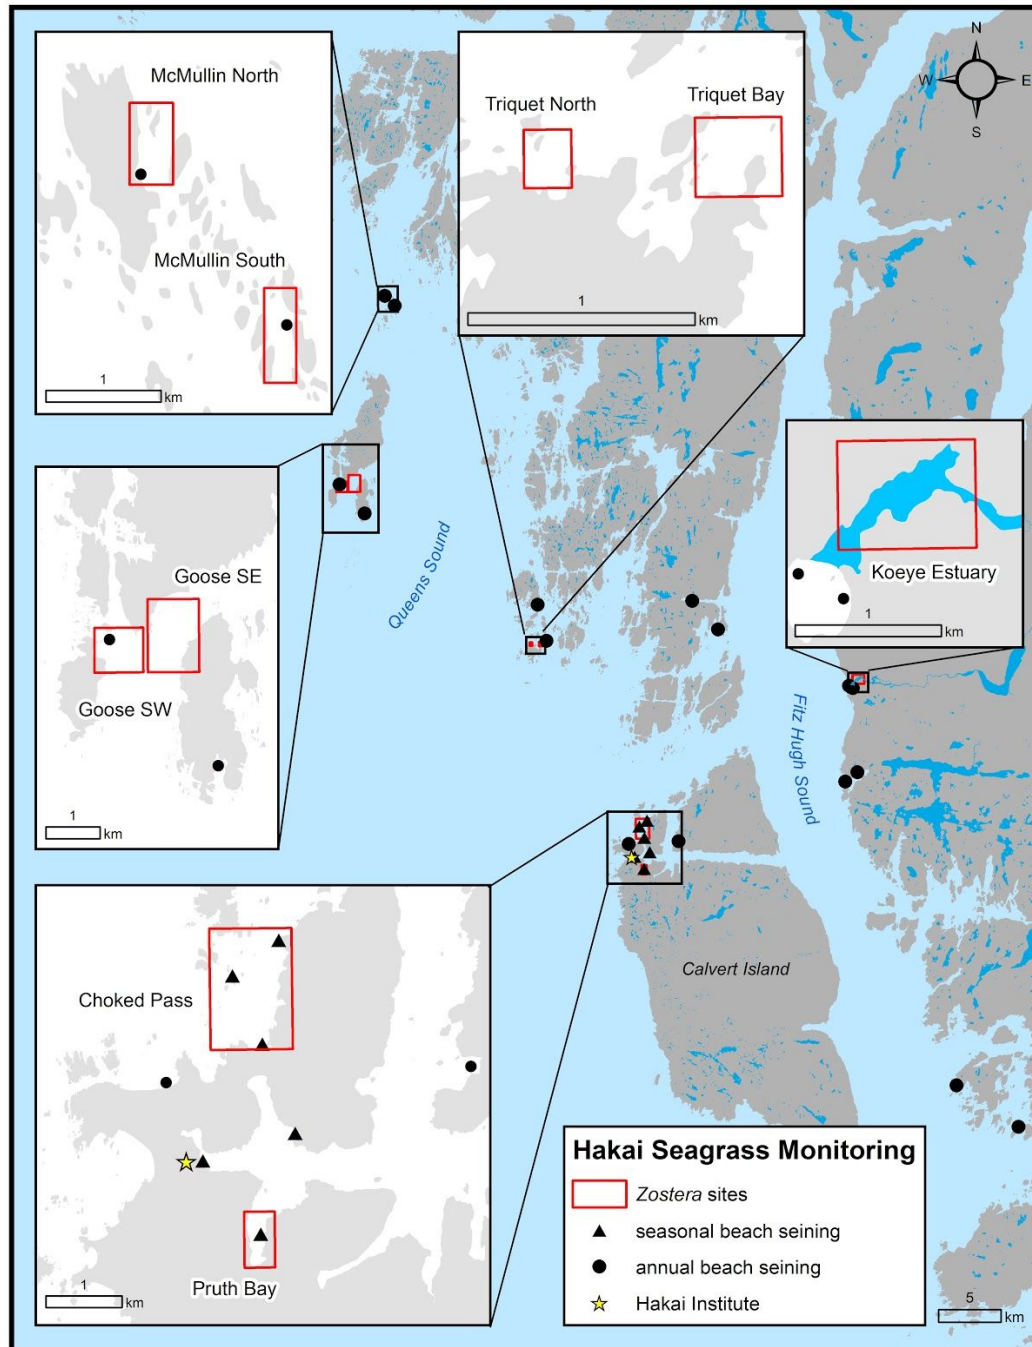 McMullin North
McMullin South
1
km
Triquet North
Triquet Bay
1
km
N
W
E
S
Goose SE
Goose SW
1
km
Queens Sound
Koeye Estuary
1
km
Fitz Hugh Sound
Choked Pass
Pruth Bay
1
km
Calvert Island
Hakai Seagrass Monitoring
Zostera sites
seasonal beach seining
annual beach seining
Hakai Institute
5
km